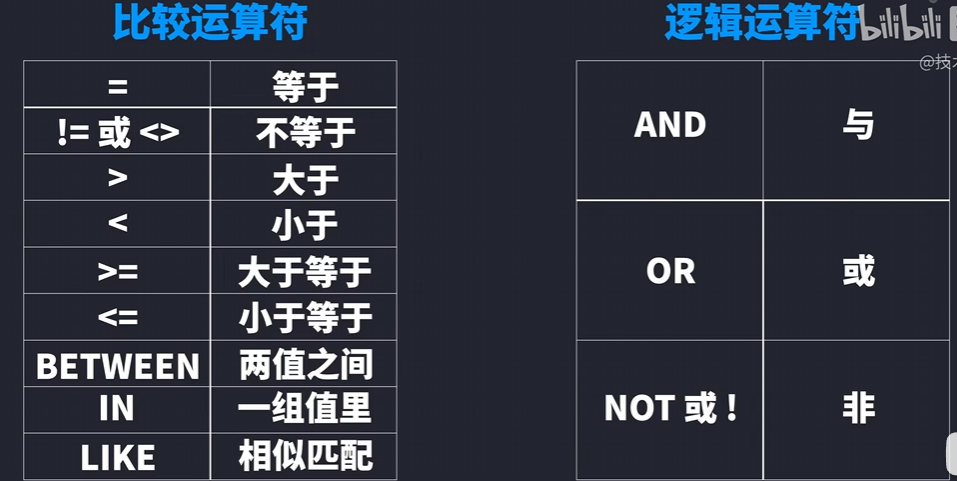 比较运算符
= 等于
!= 或 <> 不等于
> 大于
< 小于
>= 大于等于
<= 小于等于
BETWEEN 两值之间
IN 一组值里
LIKE 相似匹配
逻辑运算符
bilibili
@技
AND 与
OR 或
NOT 或 ! 非